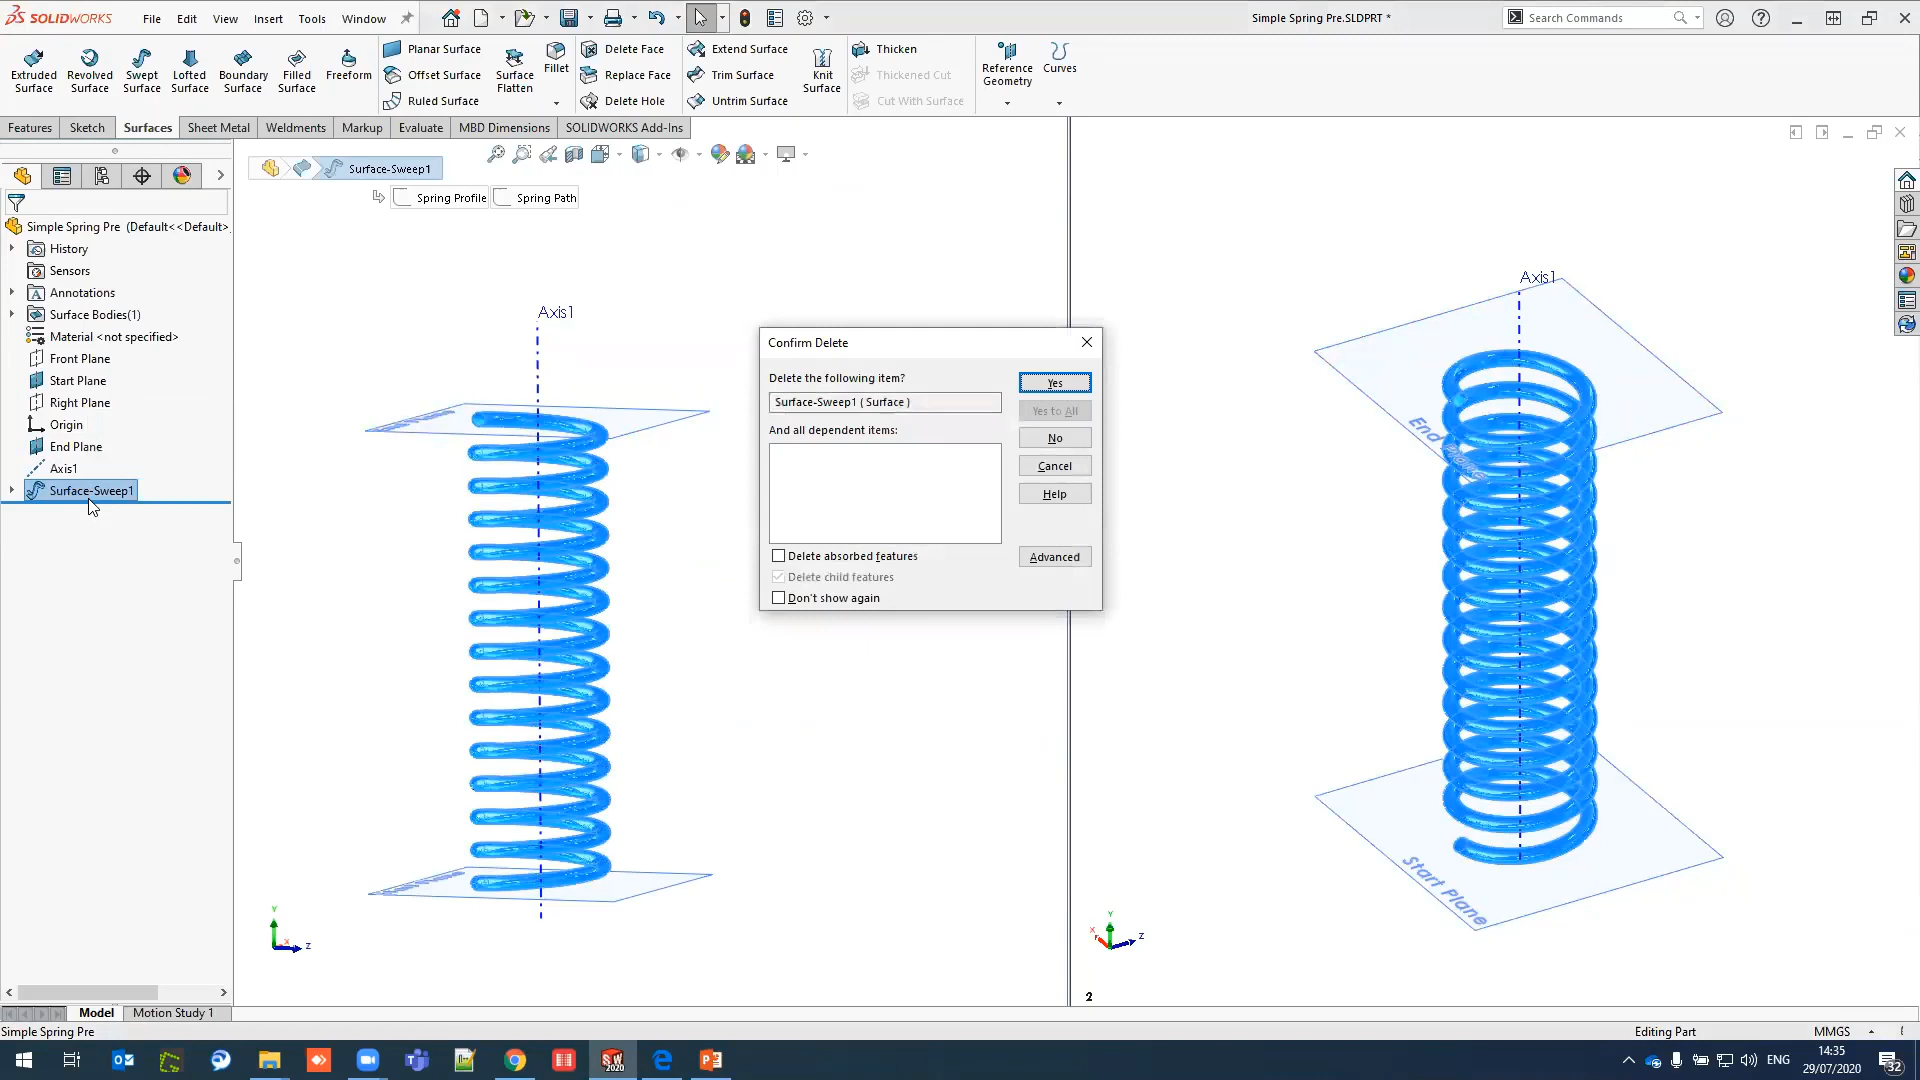 SOLIDWORKS File Edit View Insert Tools Window
Simple Spring Pre.SLDPRT *
Search Commands
Extruded Surface
Revolved Surface
Swept Surface
Lofted Surface
Boundary Surface
Filled Surface
Freeform
Planar Surface
Offset Surface
Ruled Surface
Surface Flatten
Fillet
Delete Face
Replace Face
Delete Hole
Extend Surface
Trim Surface
Untrim Surface
Knit Surface
Thicken
Thickened Cut
Cut With Surface
Reference Geometry
Curves
Features Sketch Surfaces Sheet Metal Weldments Markup Evaluate MBD Dimensions SOLIDWORKS Add-Ins
Surface-Sweep1
Spring Profile Spring Path
Simple Spring Pre (Default<<Default>
History
Sensors
Annotations
Surface Bodies(1)
Material <not specified>
Front Plane
Start Plane
Right Plane
Origin
End Plane
Axis1
Surface-Sweep1
Axis1
Y
X
Z
Confirm Delete
Delete the following item?
Surface-Sweep1 ( Surface )
And all dependent items:
Yes
Yes to All
No
Cancel
Help
Advanced
Delete absorbed features
Delete child features
Don't show again
Axis1
End Plane
Start Plane
Y
X
Z
2
Model Motion Study 1
Simple Spring Pre
Editing Part
MMGS
SW
2020
ENG
14:35
29/07/2020
32